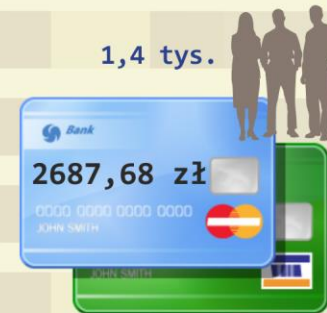 1,4 tys.
Bank
2687,68 zł
0000 0000 0000 0000
JOHN SMITH
JOHN SMITH